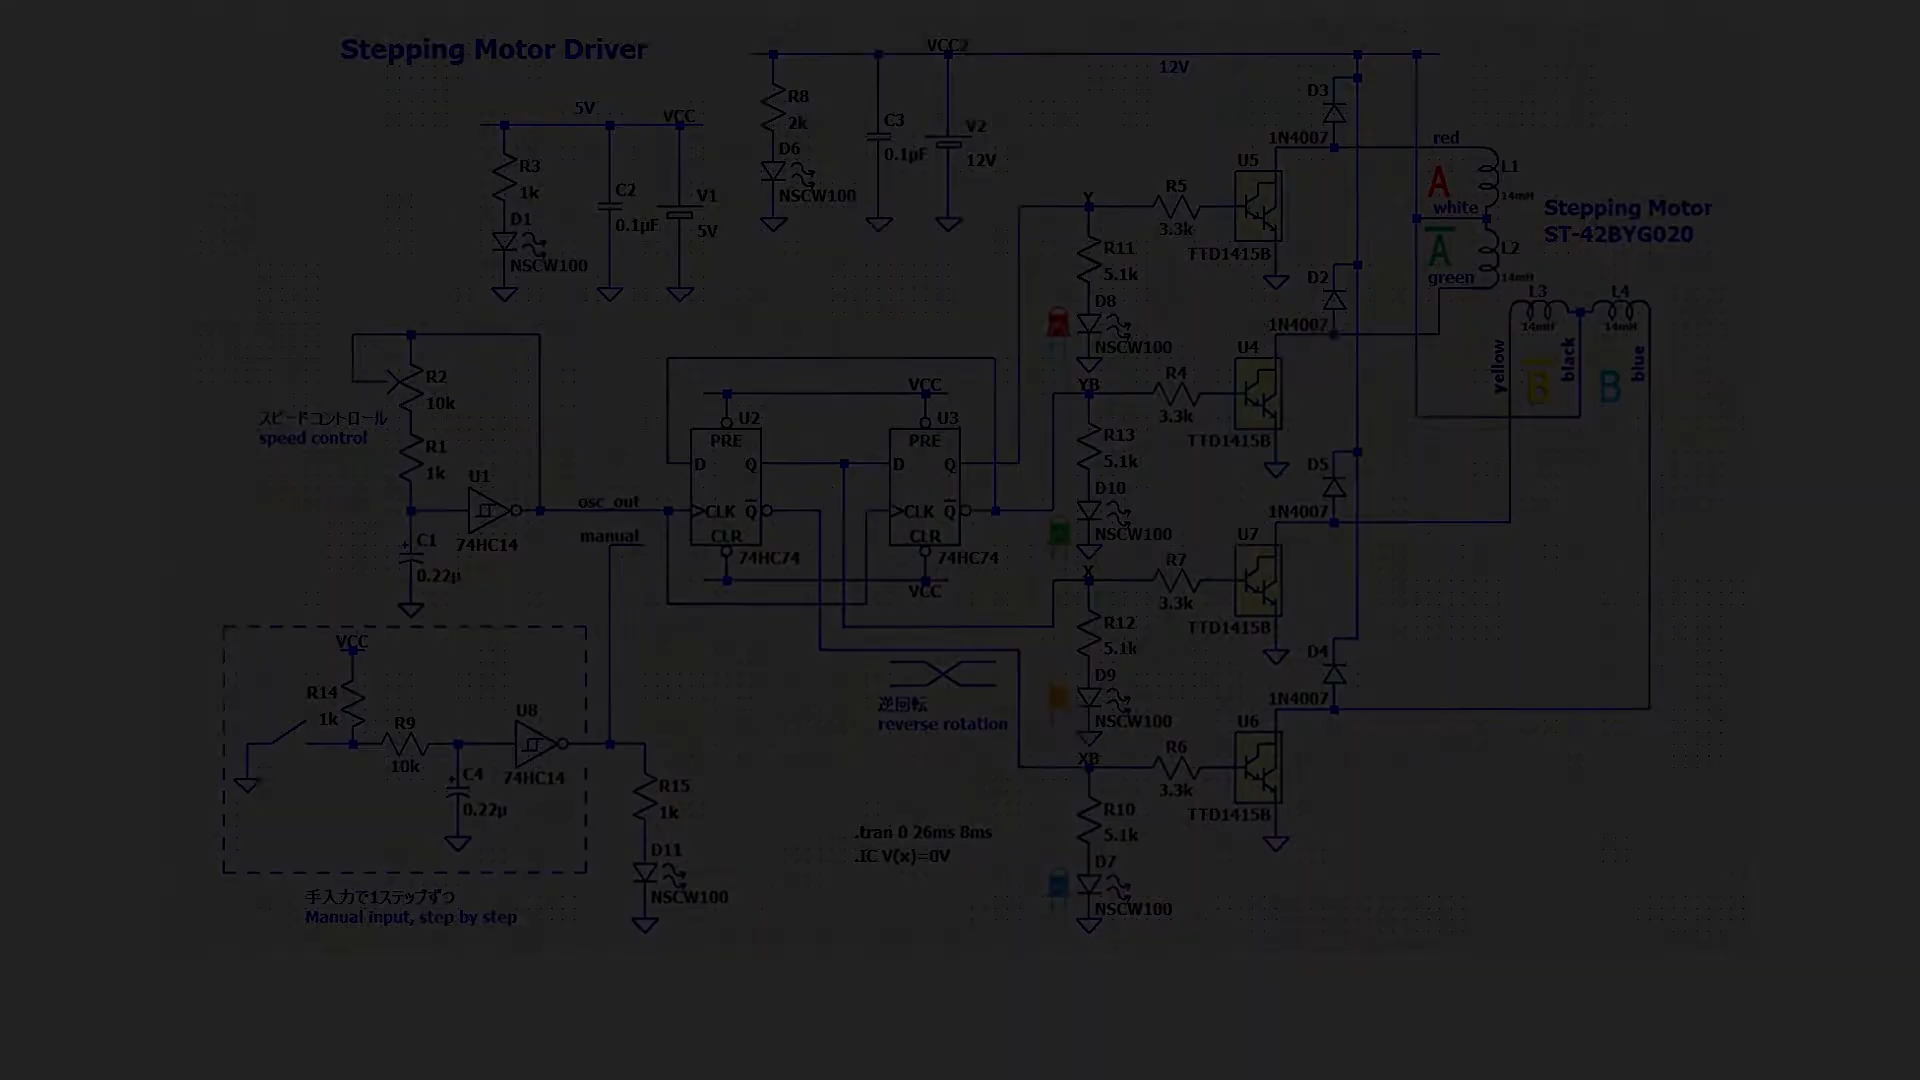 Stepping Motor Driver
VCC2
12V
5V
VCC
R8
2k
D6
NSCW100
C3
0.1µF
V2
12V
R3
1k
D1
NSCW100
C2
0.1µF
V1
5V
D3
1N4007
red
U5
A
white
L1
14mH
Stepping Motor
ST-42BYG020
Y
R5
3.3k
TTD1415B
A
green
L2
14mH
R11
5.1k
D8
NSCW100
D2
1N4007
L3
14mH
L4
14mH
yellow
B
black
B
blue
R2
10k
スピードコントロール
speed control
R1
1k
U1
74HC14
C1
0.22µ
osc_out
manual
VCC
U2
PRE
D
Q
CLK
Q
CLR
74HC74
U3
PRE
D
Q
CLK
Q
CLR
74HC74
VCC
YB
R4
3.3k
U4
TTD1415B
R13
5.1k
D10
NSCW100
D5
1N4007
X
R7
3.3k
U7
TTD1415B
R12
5.1k
D9
NSCW100
D4
1N4007
逆回転
reverse rotation
XB
R6
3.3k
U6
TTD1415B
R10
5.1k
D7
NSCW100
VCC
R14
1k
R9
10k
C4
0.22µ
U8
74HC14
R15
1k
D11
NSCW100
手入力で1ステップずつ
Manual input, step by step
.tran 0 26ms 8ms
.IC V(x)=0V